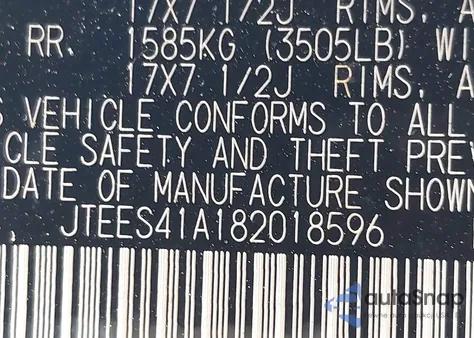 17X7 1/2J RIMS, A
RR. 1585KG (3505LB) WI
17X7 1/2J RIMS, A
S VEHICLE CONFORMS TO ALL
CLE SAFETY AND THEFT PREV
DATE OF MANUFACTURE SHOWN
JTEES41A182018596
autoSnap